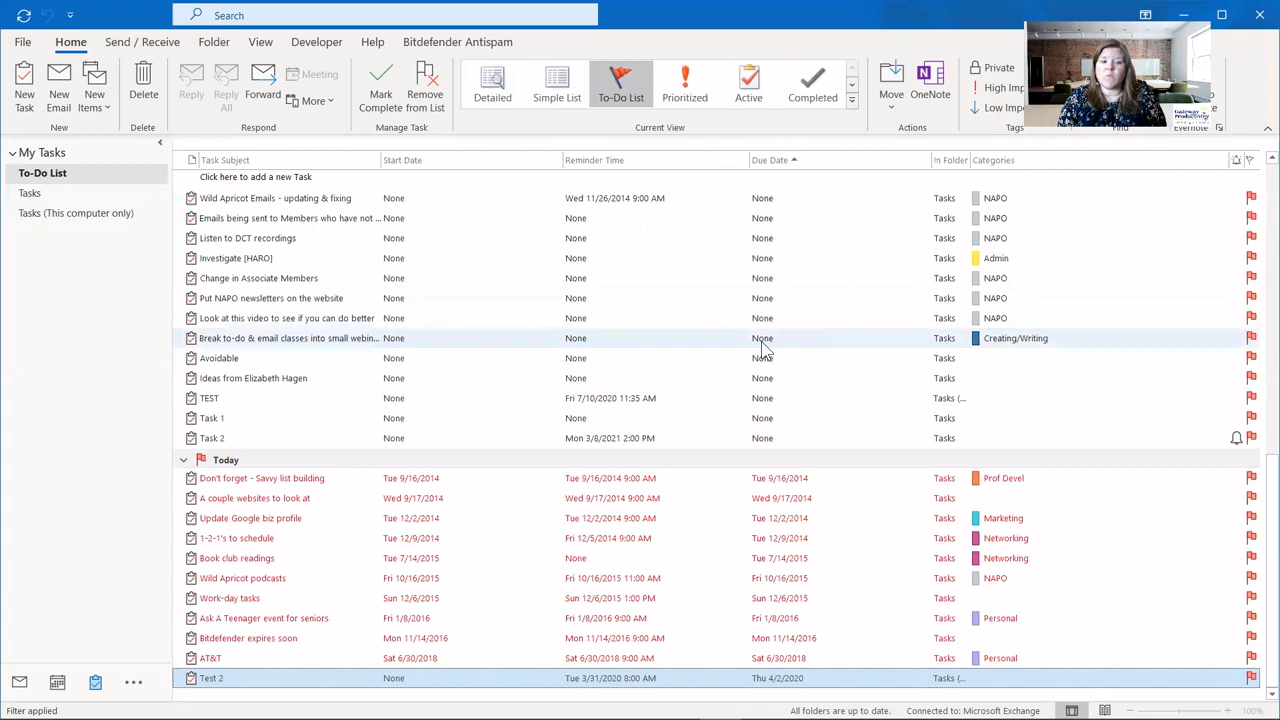 Search
File Home Send / Receive Folder View Developer Help Bitdefender Antispam
New Task
New Email
New Items
Delete
Reply
Reply All
Forward
Meeting
More
Mark Complete
Remove from List
Detailed
Simple List
To-Do List
Prioritized
Active
Completed
Move
OneNote
Private
High Imp
Low Imp
New Delete Respond Manage Task Current View Actions Tags Find Evernote
Gateway
Productivity
My Tasks
To-Do List
Tasks
Tasks (This computer only)
Task Subject Start Date Reminder Time Due Date In Folder Categories
Click here to add a new Task
Wild Apricot Emails - updating & fixing None Wed 11/26/2014 9:00 AM None Tasks NAPO
Emails being sent to Members who have not ... None None None Tasks NAPO
Listen to DCT recordings None None None Tasks NAPO
Investigate [HARO] None None None Tasks Admin
Change in Associate Members None None None Tasks NAPO
Put NAPO newsletters on the website None None None Tasks NAPO
Look at this video to see if you can do better None None None Tasks NAPO
Break to-do & email classes into small webin... None None None Tasks Creating/Writing
Avoidable None None None Tasks
Ideas from Elizabeth Hagen None None None Tasks
TEST None Fri 7/10/2020 11:35 AM None Tasks (...
Task 1 None None None Tasks
Task 2 None Mon 3/8/2021 2:00 PM None Tasks
Today
Don't forget - Savvy list building Tue 9/16/2014 Tue 9/16/2014 9:00 AM Tue 9/16/2014 Tasks Prof Devel
A couple websites to look at Wed 9/17/2014 Wed 9/17/2014 9:00 AM Wed 9/17/2014 Tasks
Update Google biz profile Tue 12/2/2014 Tue 12/2/2014 9:00 AM Tue 12/2/2014 Tasks Marketing
1-2-1's to schedule Tue 12/9/2014 Fri 12/5/2014 9:00 AM Tue 12/9/2014 Tasks Networking
Book club readings Tue 7/14/2015 None Tue 7/14/2015 Tasks Networking
Wild Apricot podcasts Fri 10/16/2015 Fri 10/16/2015 11:00 AM Fri 10/16/2015 Tasks NAPO
Work-day tasks Sun 12/6/2015 Sun 12/6/2015 1:00 PM Sun 12/6/2015 Tasks
Ask A Teenager event for seniors Fri 1/8/2016 Fri 1/8/2016 9:00 AM Fri 1/8/2016 Tasks Personal
Bitdefender expires soon Mon 11/14/2016 Mon 11/14/2016 9:00 AM Mon 11/14/2016 Tasks
AT&T Sat 6/30/2018 Sat 6/30/2018 9:00 AM Sat 6/30/2018 Tasks Personal
Test 2 None Tue 3/31/2020 8:00 AM Thu 4/2/2020 Tasks (...
Filter applied All folders are up to date. Connected to: Microsoft Exchange 100%